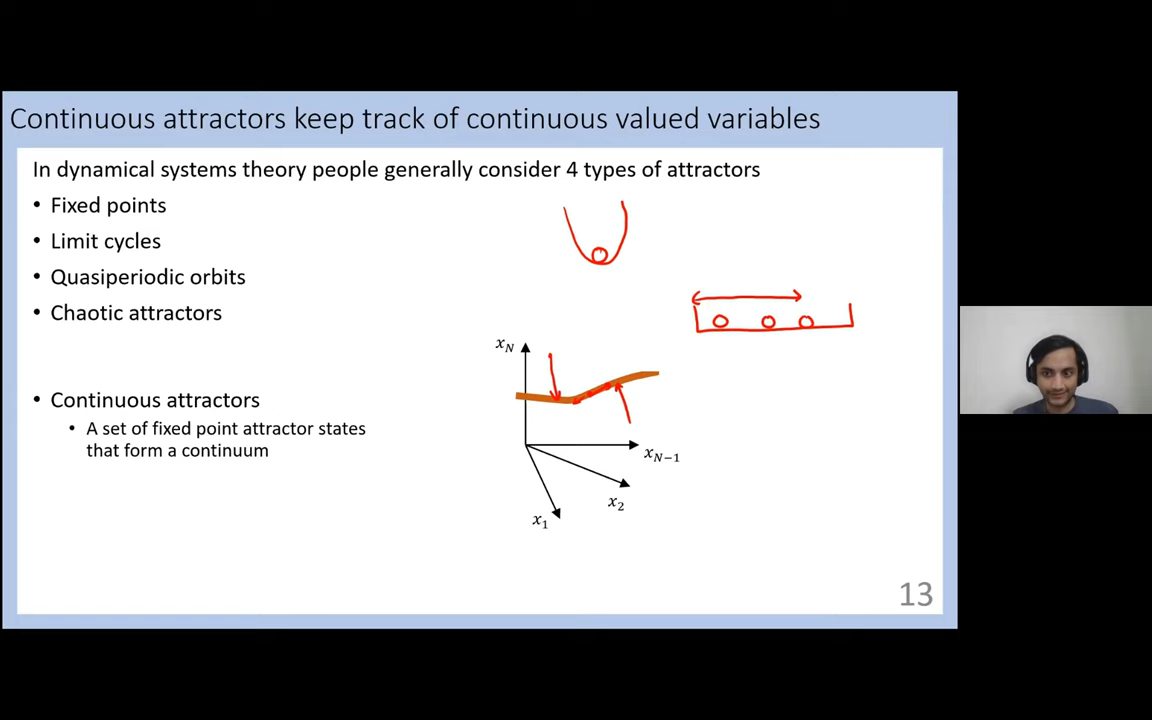 Continuous attractors keep track of continuous valued variables
In dynamical systems theory people generally consider 4 types of attractors
• Fixed points
• Limit cycles
• Quasiperiodic orbits
• Chaotic attractors
• Continuous attractors
• A set of fixed point attractor states
that form a continuum
x_N
x_{N−1}
x_2
x_1
13